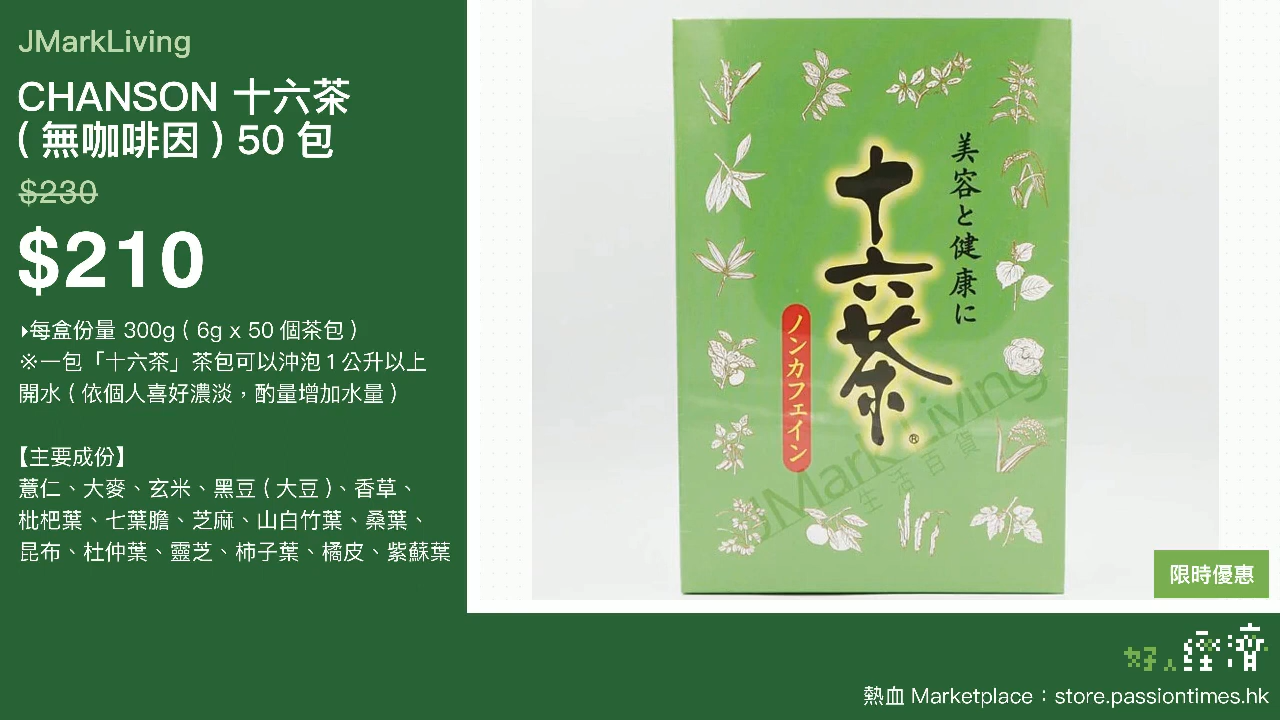 JMarkLiving
CHANSON 十六茶
( 無咖啡因 ) 50 包
$230
$210
▸每盒份量 300g ( 6g x 50 個茶包 )
※一包「十六茶」茶包可以沖泡1公升以上
開水 ( 依個人喜好濃淡，酌量增加水量 )
【主要成份】
薏仁、大麥、玄米、黑豆 ( 大豆 )、香草、
枇杷葉、七葉膽、芝麻、山白竹葉、桑葉、
昆布、杜仲葉、靈芝、柿子葉、橘皮、紫蘇葉
美容と健康に
十六茶®
ノンカフェイン
JMarkLiving
生活百貨
限時優惠
好人經濟
熱血 Marketplace：store.passiontimes.hk